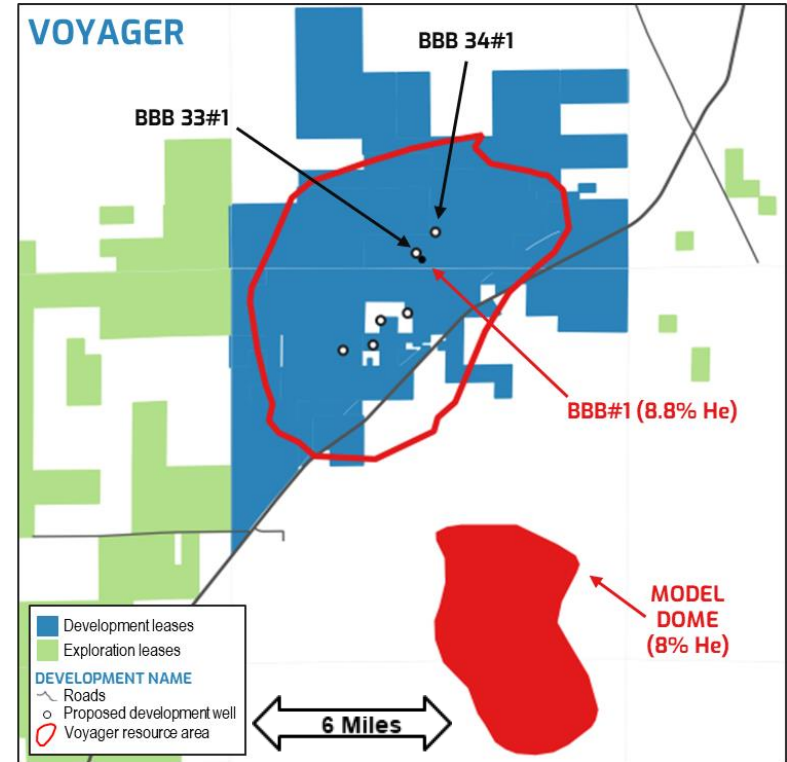 VOYAGER
BBB 34#1
BBB 33#1
BBB#1 (8.8% He)
MODEL
DOME
(8% He)
Development leases
Exploration leases
DEVELOPMENT NAME
Roads
Proposed development well
Voyager resource area
6 Miles